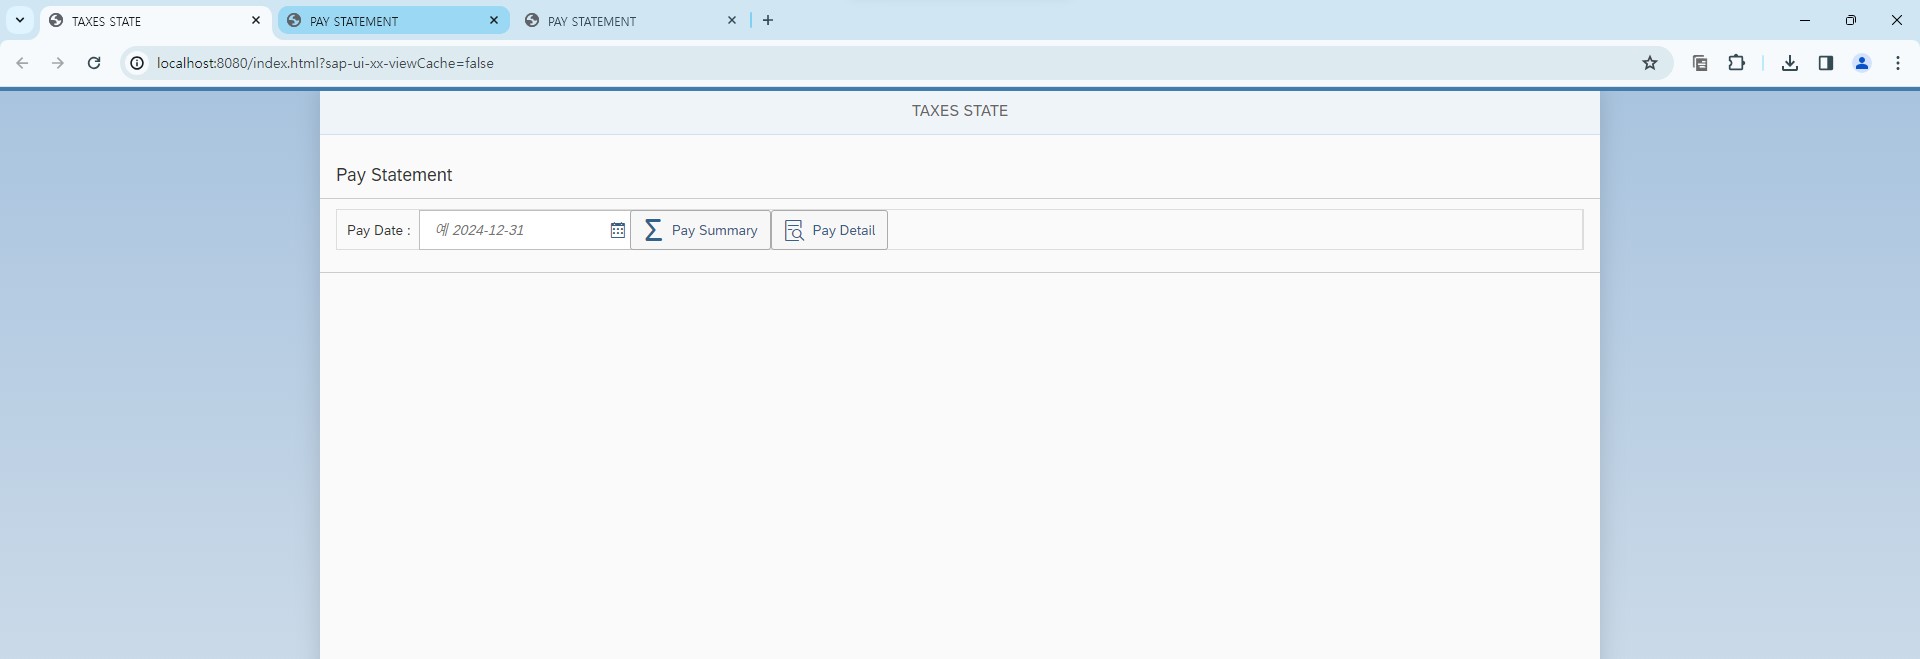 TAXES STATE
PAY STATEMENT
PAY STATEMENT
localhost:8080/index.html?sap-ui-xx-viewCache=false
TAXES STATE
Pay Statement
Pay Date : 예 2024-12-31 Pay Summary Pay Detail